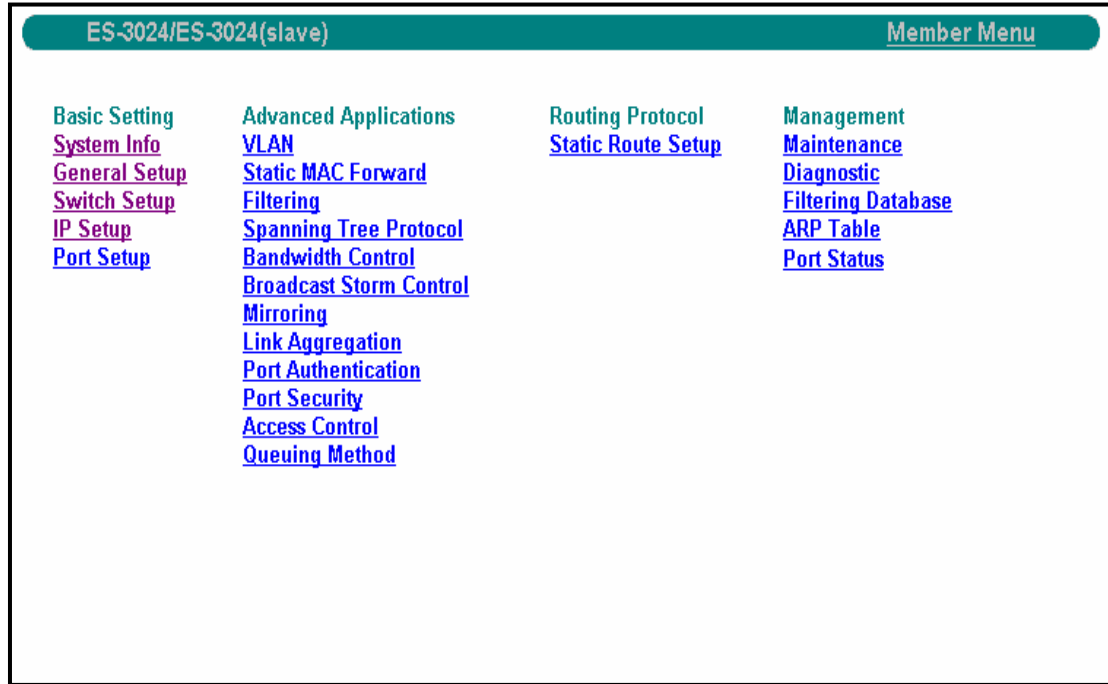 ES-3024/ES-3024(slave)
Member Menu
Basic Setting
System Info
General Setup
Switch Setup
IP Setup
Port Setup
Advanced Applications
VLAN
Static MAC Forward
Filtering
Spanning Tree Protocol
Bandwidth Control
Broadcast Storm Control
Mirroring
Link Aggregation
Port Authentication
Port Security
Access Control
Queuing Method
Routing Protocol
Static Route Setup
Management
Maintenance
Diagnostic
Filtering Database
ARP Table
Port Status